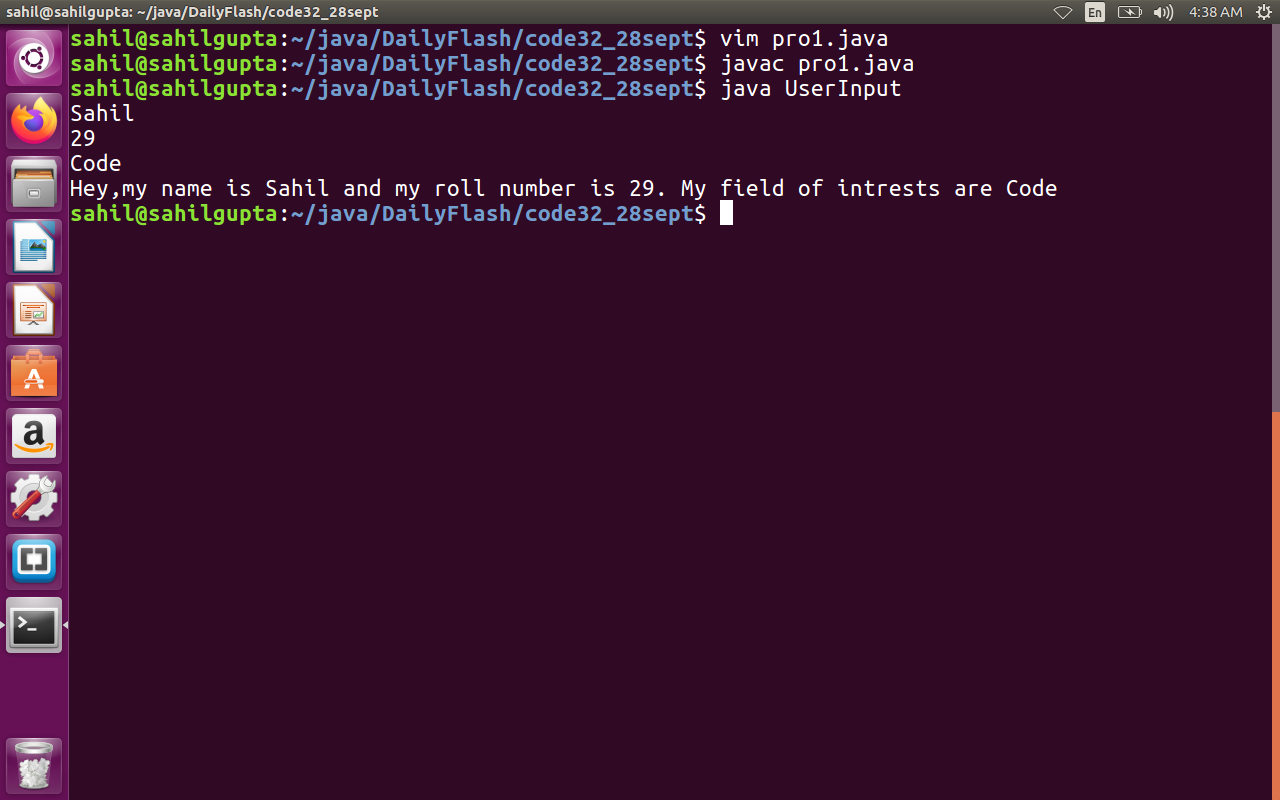 sahil@sahilgupta: ~/java/DailyFlash/code32_28sept En 4:38 AM
sahil@sahilgupta:~/java/DailyFlash/code32_28sept$ vim pro1.java
sahil@sahilgupta:~/java/DailyFlash/code32_28sept$ javac pro1.java
sahil@sahilgupta:~/java/DailyFlash/code32_28sept$ java UserInput
Sahil
29
Code
Hey,my name is Sahil and my roll number is 29. My field of intrests are Code
sahil@sahilgupta:~/java/DailyFlash/code32_28sept$